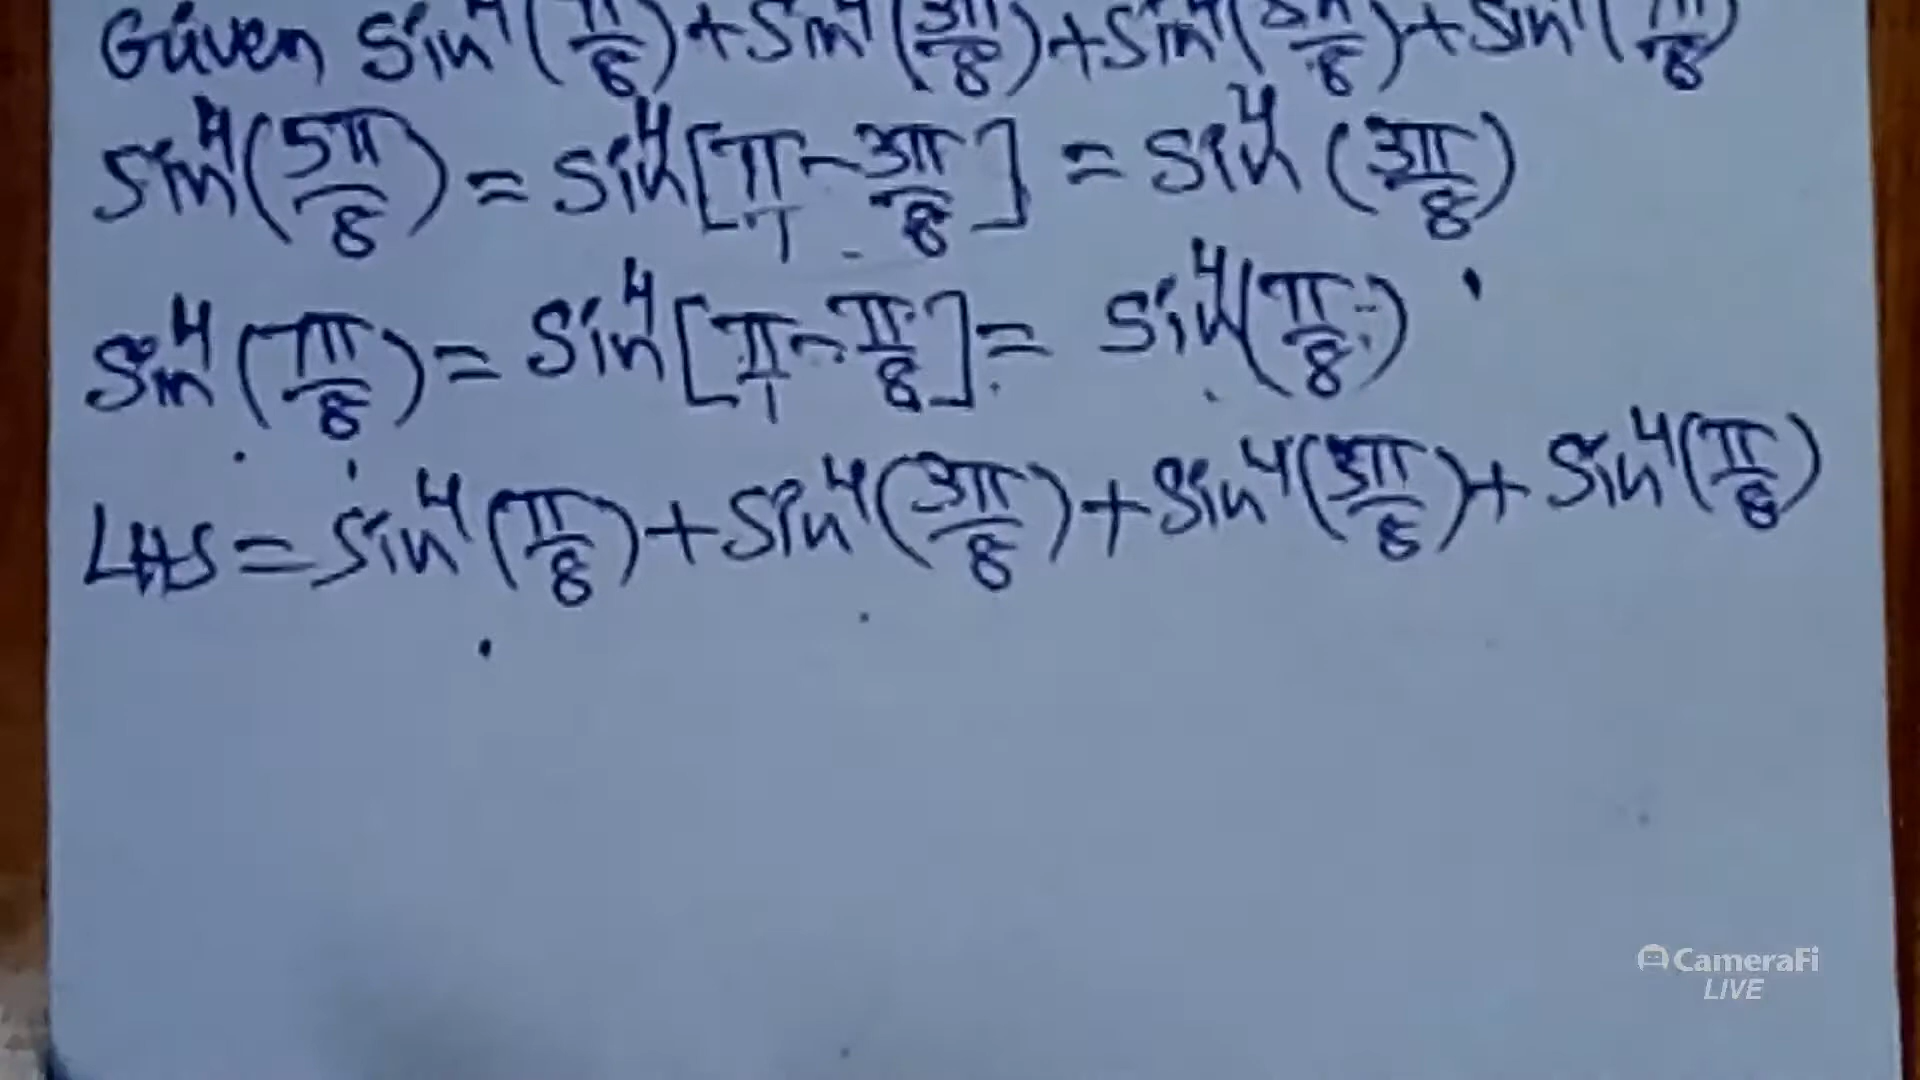 Given Sin⁴(π/8) + Sin⁴(3π/8) + Sin⁴(5π/8) + Sin⁴(7π/8)
Sin⁴(5π/8) = Sin⁴[π/1 - 3π/8] = Sin⁴(3π/8)
Sin⁴(7π/8) = Sin⁴[π/1 - π/8] = Sin⁴(π/8)
LHS = Sin⁴(π/8) + Sin⁴(3π/8) + Sin⁴(3π/8) + Sin⁴(π/8)
CameraFi
LIVE